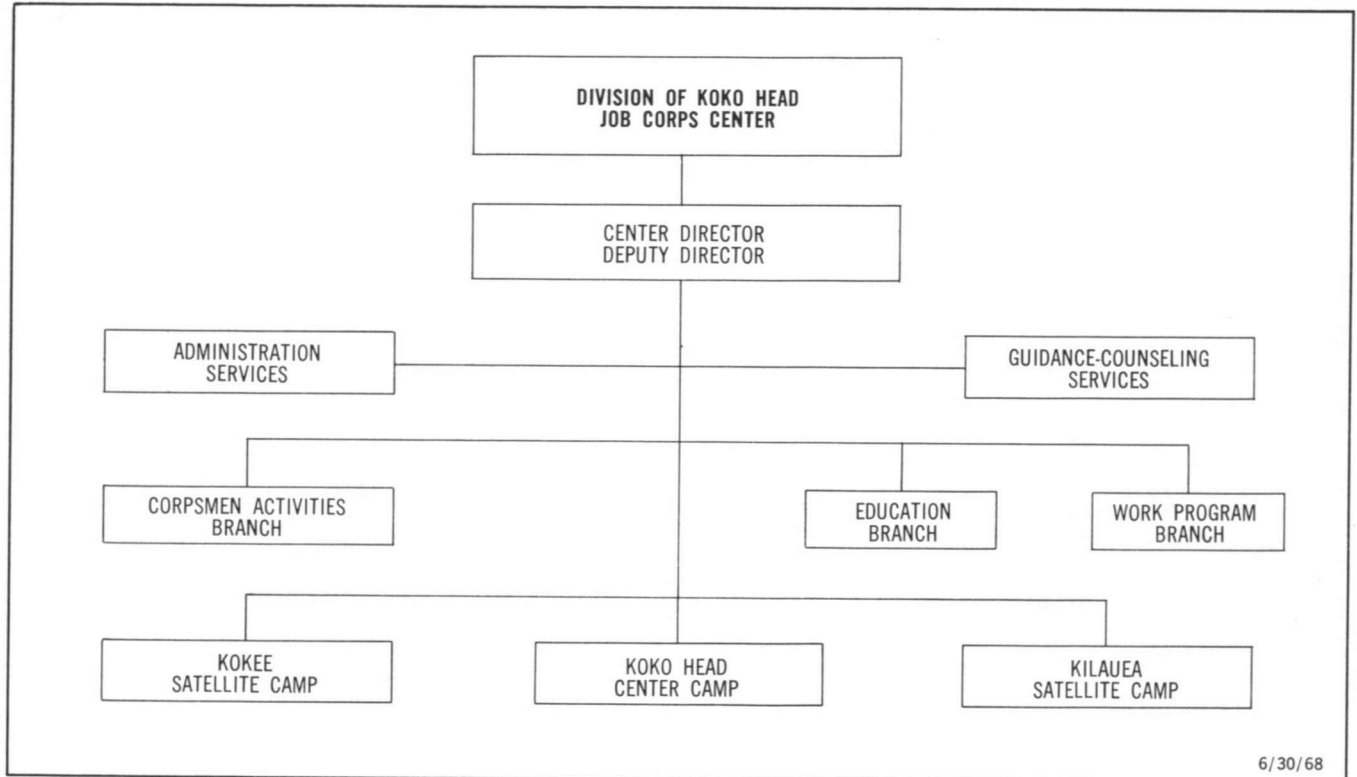 DIVISION OF KOKO HEAD
JOB CORPS CENTER
CENTER DIRECTOR
DEPUTY DIRECTOR
ADMINISTRATION
SERVICES
GUIDANCE-COUNSELING
SERVICES
CORPSMEN ACTIVITIES
BRANCH
EDUCATION
BRANCH
WORK PROGRAM
BRANCH
KOKEE
SATELLITE CAMP
KOKO HEAD
CENTER CAMP
KILAUEA
SATELLITE CAMP
6/30/68